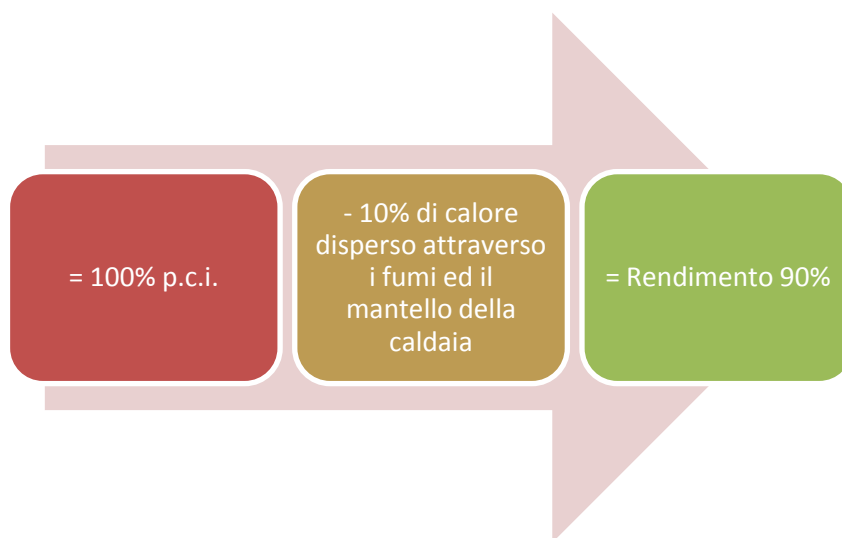 = 100% p.c.i.
- 10% di calore
disperso attraverso
i fumi ed il
mantello della
caldaia
= Rendimento 90%